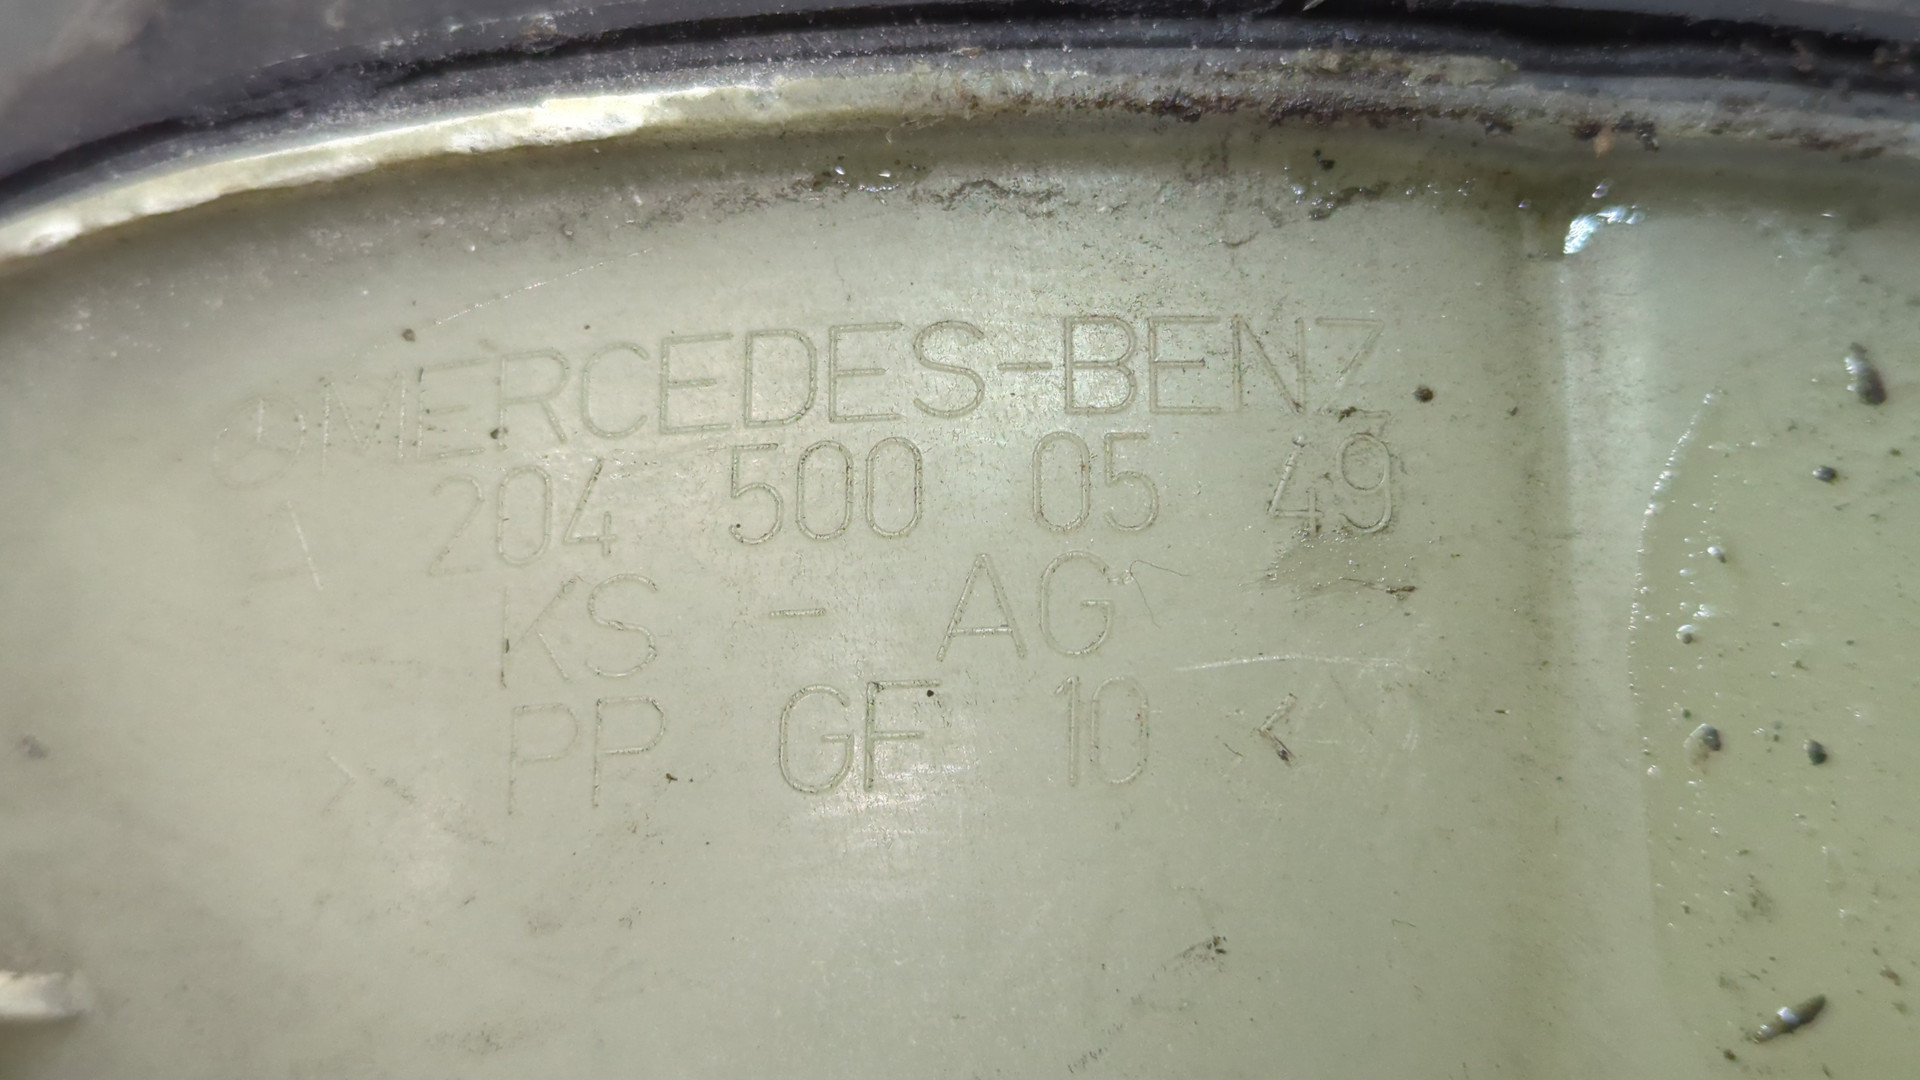 MERCEDES-BENZ
204 500 05 49
KS - AG
> PP GF 10 <